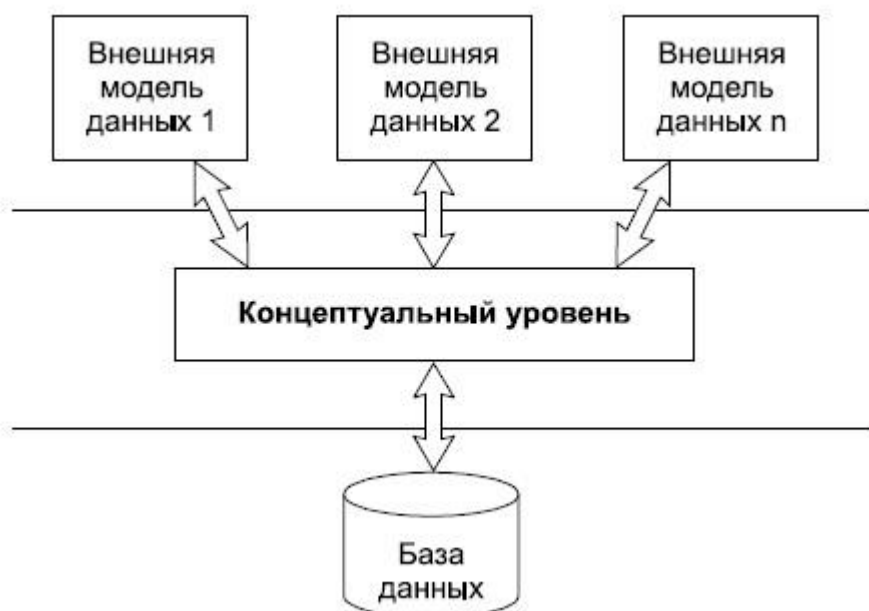 Внешняя
модель
данных 1
Внешняя
модель
данных 2
Внешняя
модель
данных n
Концептуальный уровень
База
данных